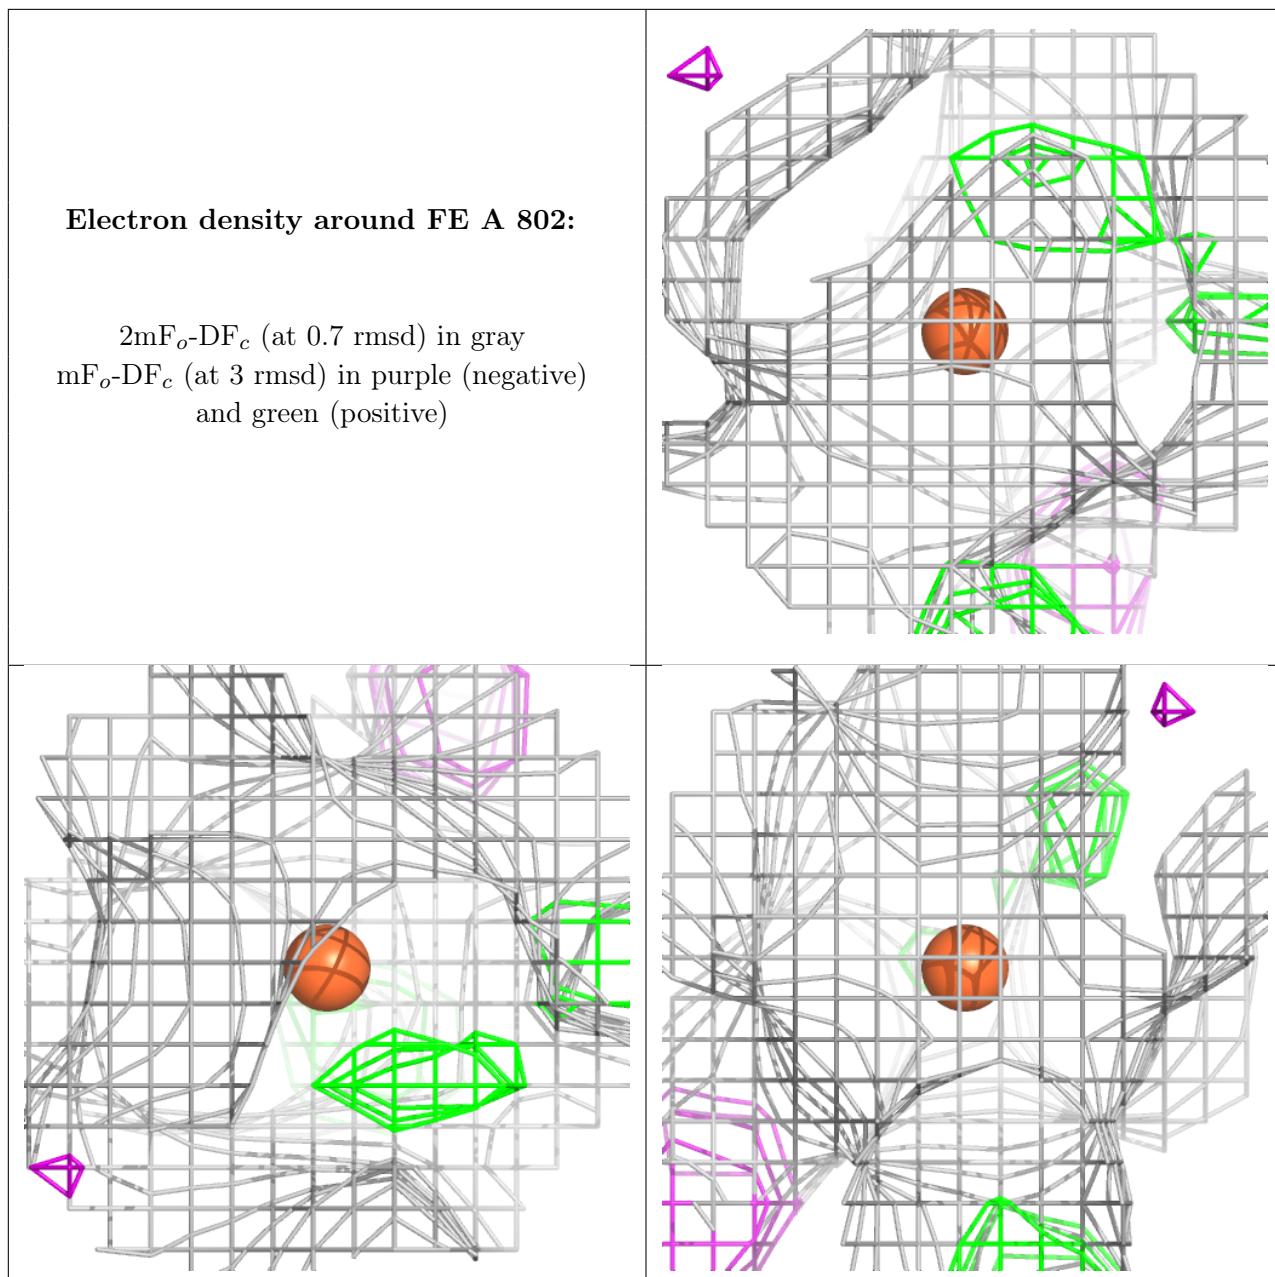 Electron density around FE A 802:
2mFₒ-DF𝒸 (at 0.7 rmsd) in gray
mFₒ-DF𝒸 (at 3 rmsd) in purple (negative)
and green (positive)